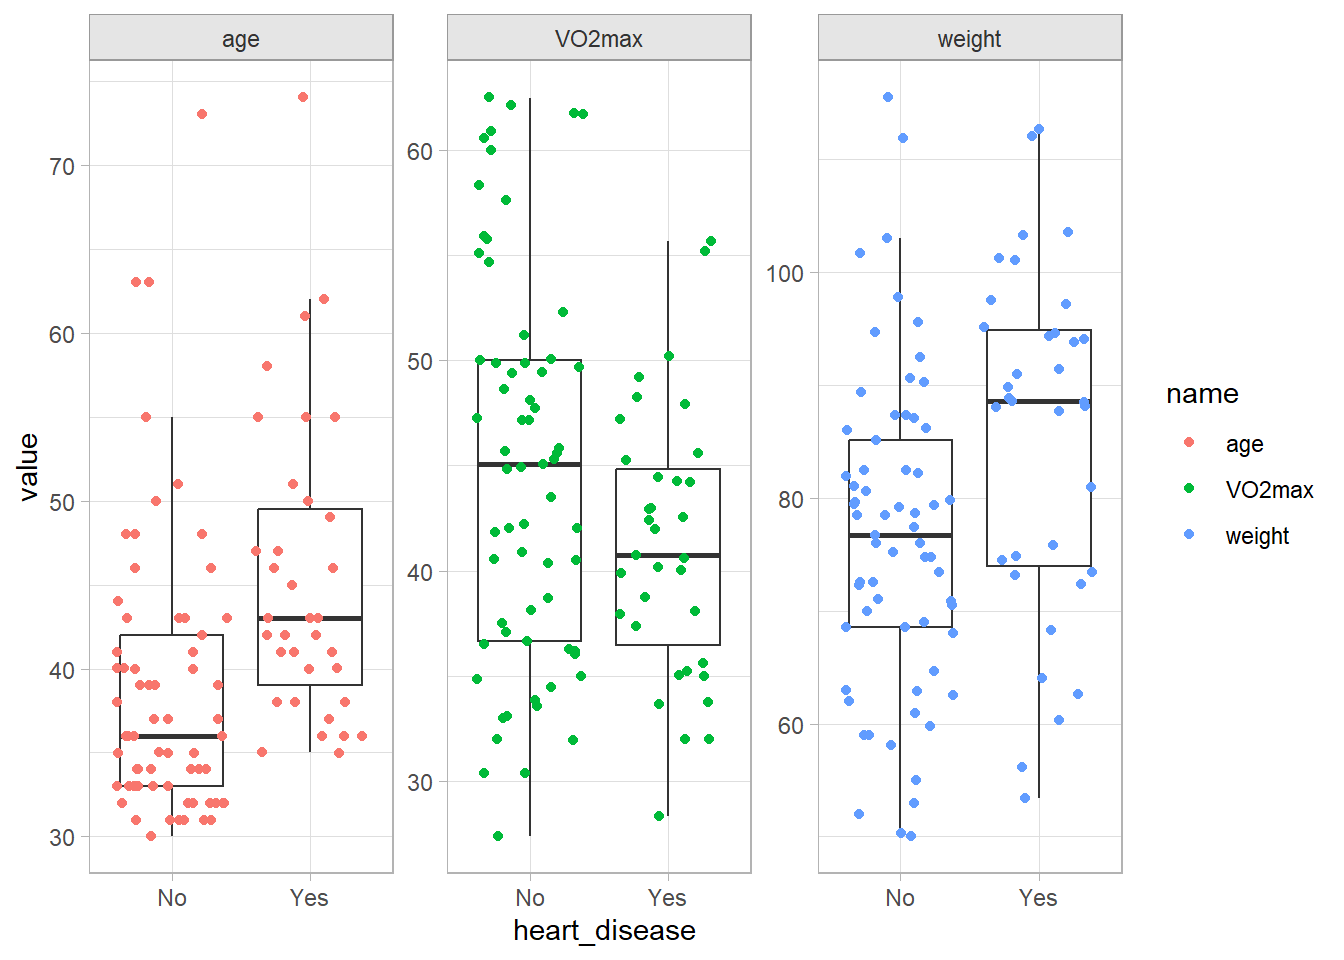 age
VO2max
weight
value
70
60
50
40
30
60
50
40
30
100
80
60
No
Yes
No
Yes
No
Yes
heart_disease
name
age
VO2max
weight